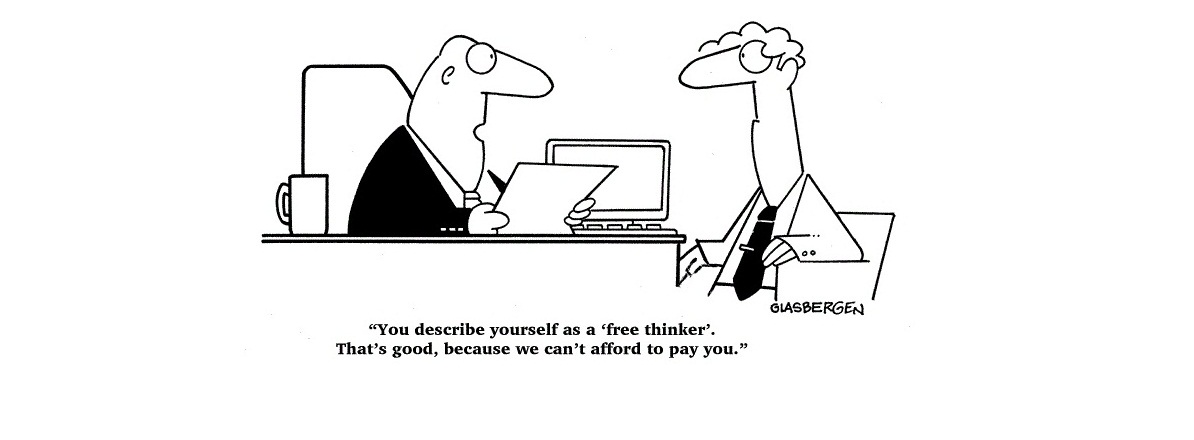 GLASBERGEN
“You describe yourself as a ‘free thinker’.
That’s good, because we can’t afford to pay you.”